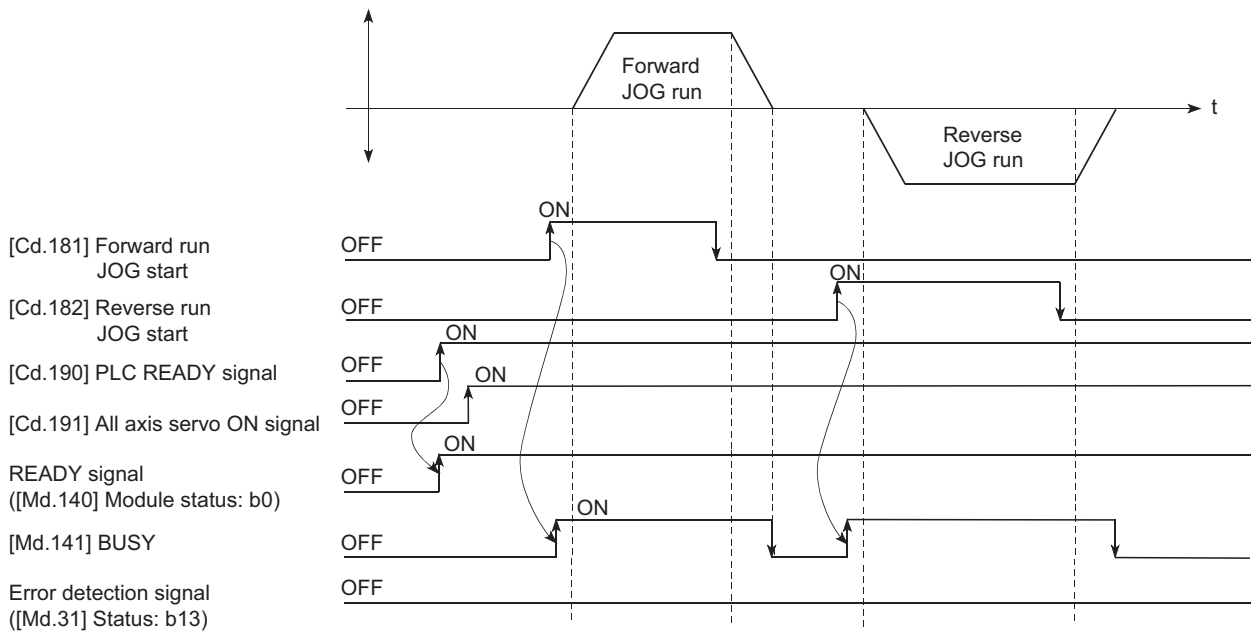 Forward
JOG run
t
Reverse
JOG run
ON
[Cd.181] Forward run
JOG start
OFF
ON
[Cd.182] Reverse run
JOG start
OFF
ON
[Cd.190] PLC READY signal
OFF
ON
[Cd.191] All axis servo ON signal
OFF
ON
READY signal
([Md.140] Module status: b0)
OFF
ON
[Md.141] BUSY
OFF
Error detection signal
([Md.31] Status: b13)
OFF